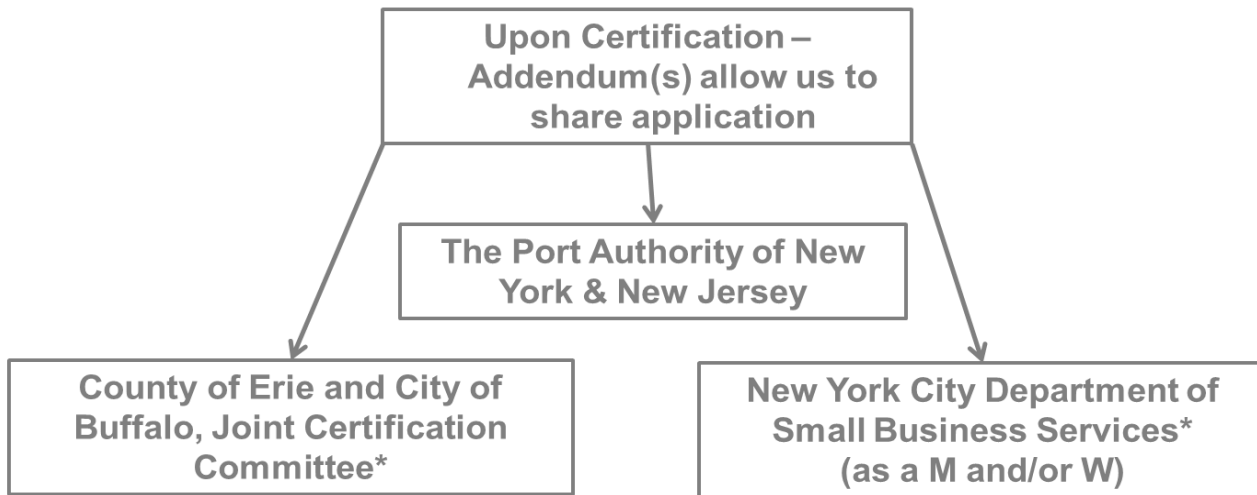 Upon Certification –
Addendum(s) allow us to
share application
The Port Authority of New
York & New Jersey
County of Erie and City of
Buffalo, Joint Certification
Committee*
New York City Department of
Small Business Services*
(as a M and/or W)